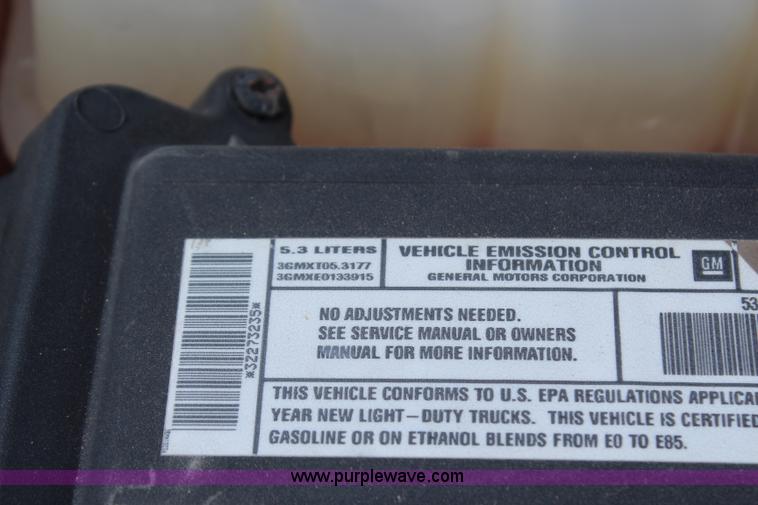 5.3 LITERS
3GMXT05.3177
3GMXE0133915
VEHICLE EMISSION CONTROL
INFORMATION
GENERAL MOTORS CORPORATION
GM
*32273235*
NO ADJUSTMENTS NEEDED.
SEE SERVICE MANUAL OR OWNERS
MANUAL FOR MORE INFORMATION.
53
THIS VEHICLE CONFORMS TO U.S. EPA REGULATIONS APPLICA
YEAR NEW LIGHT-DUTY TRUCKS. THIS VEHICLE IS CERTIFIED
GASOLINE OR ON ETHANOL BLENDS FROM E0 TO E85.
www.purplewave.com